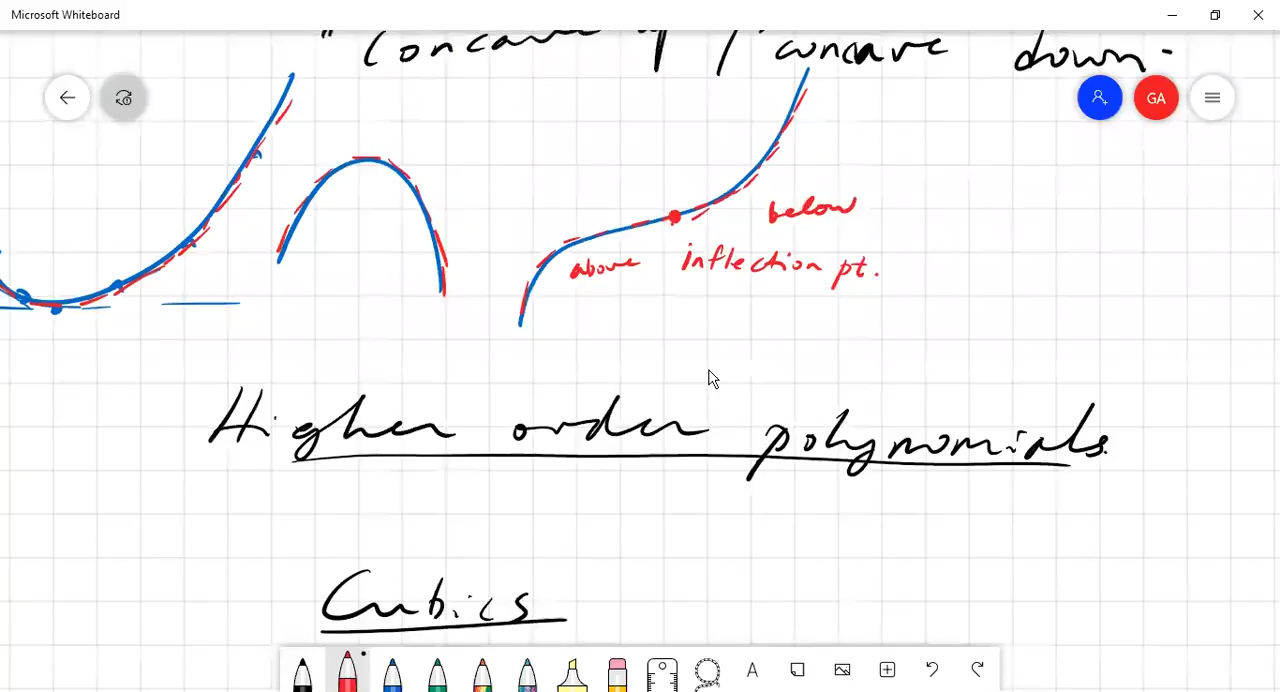 Microsoft Whiteboard
"concave up / concave down.
GA
below
above inflection pt.
Higher order polynomials.
Cubics
A